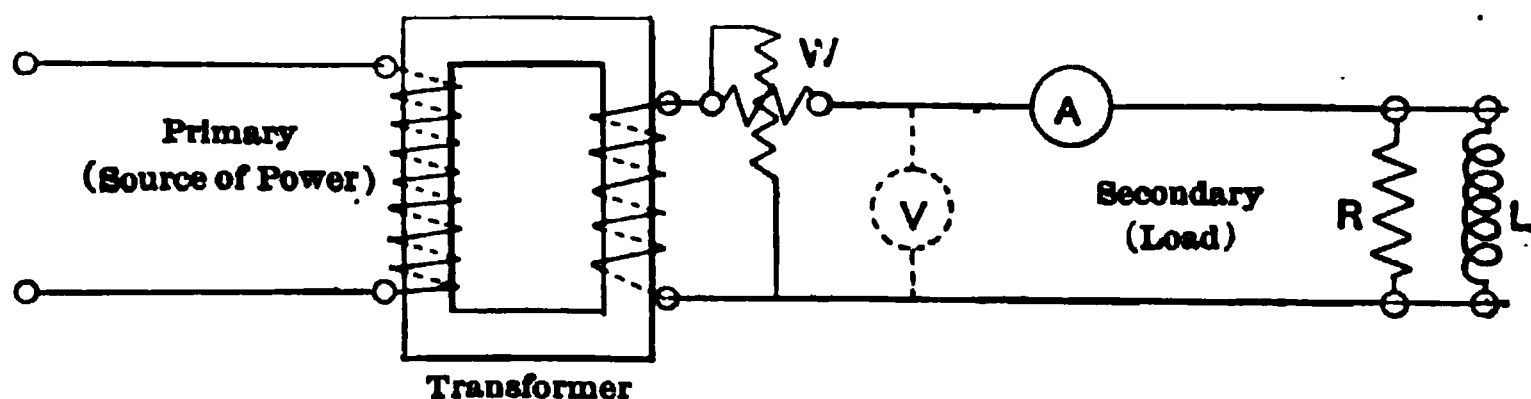 Primary
(Source of Power)
W
A
V
Secondary
(Load)
R
L
Transformer